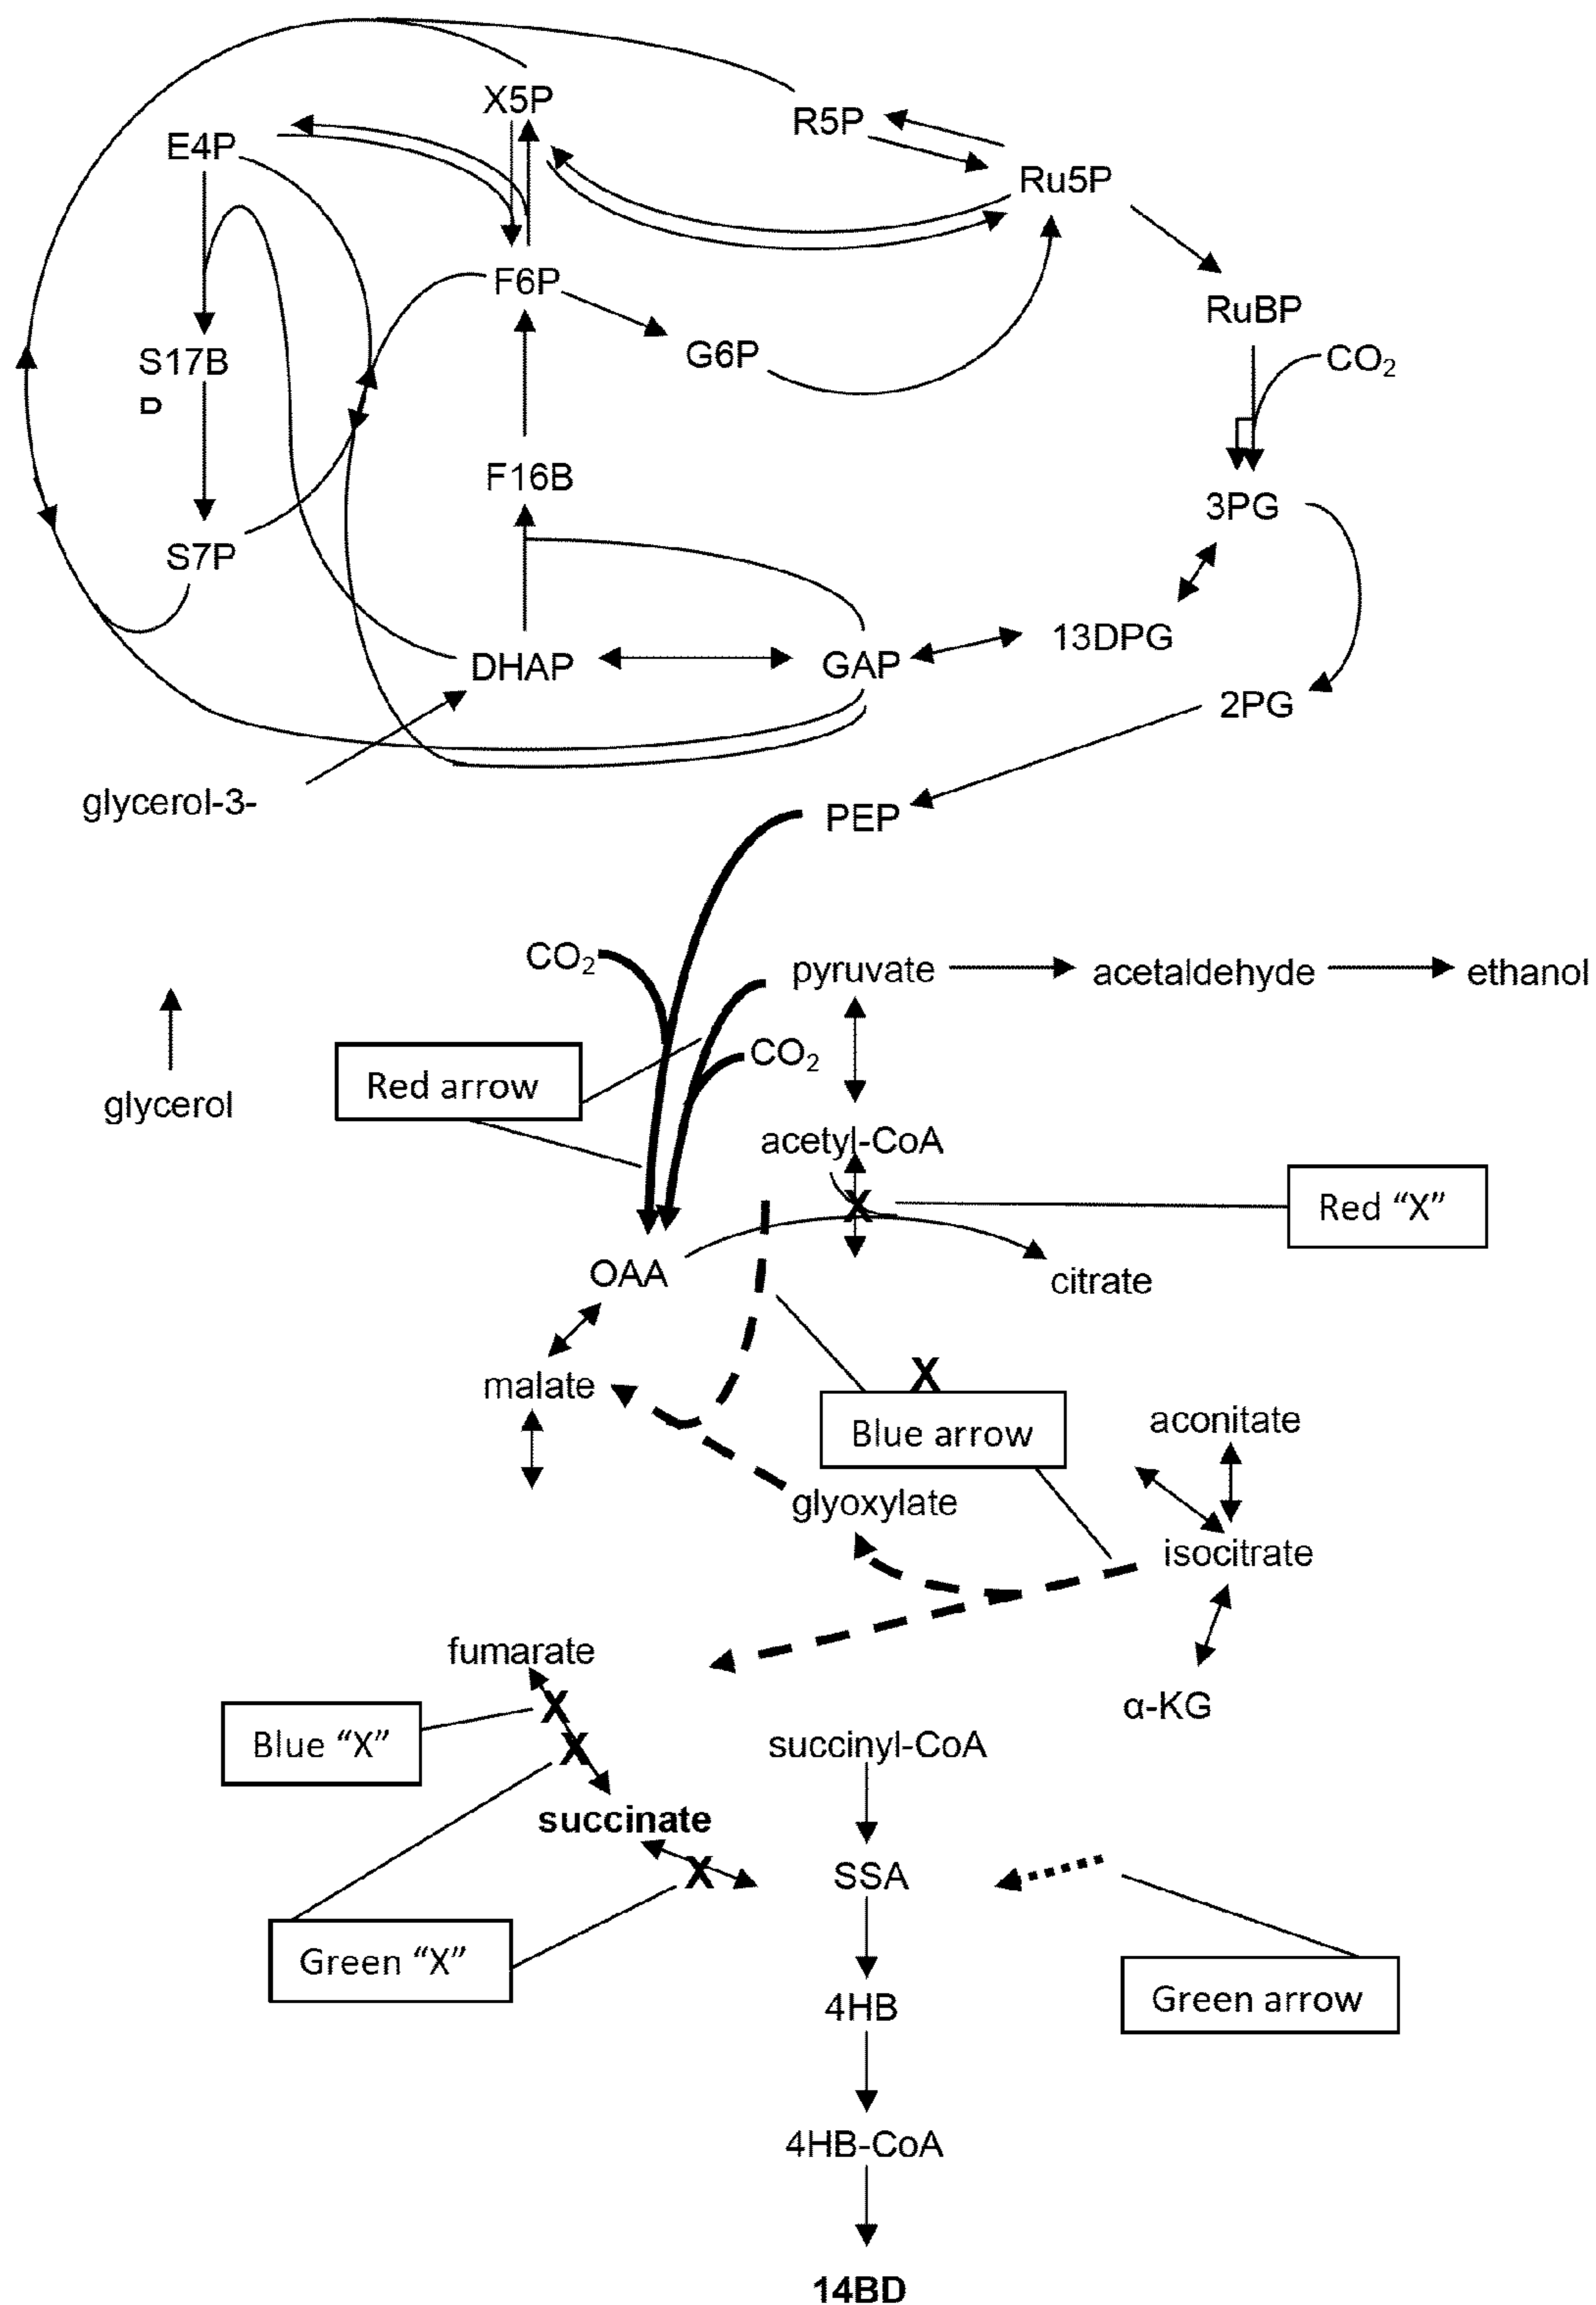 X5P
R5P
E4P
Ru5P
F6P
RuBP
G6P
CO₂
S17B
P
F16B
3PG
S7P
13DPG
DHAP
GAP
2PG
glycerol-3-
PEP
CO₂
pyruvate
acetaldehyde
ethanol
CO₂
Red arrow
glycerol
acetyl-CoA
X
Red “X”
OAA
citrate
X
malate
Blue arrow
aconitate
glyoxylate
isocitrate
fumarate
X
α-KG
Blue “X”
X
succinyl-CoA
succinate
X
SSA
Green “X”
Green arrow
4HB
4HB-CoA
14BD